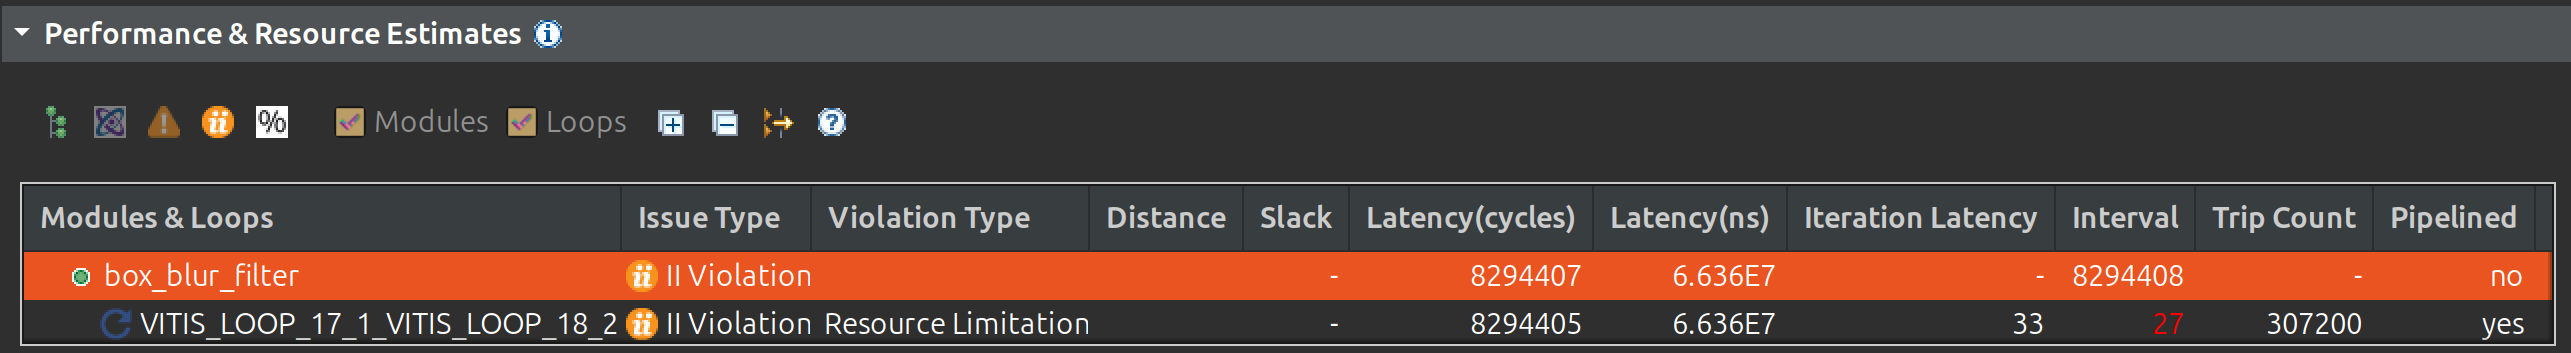 Performance & Resource Estimates
% Modules Loops
Modules & Loops Issue Type Violation Type Distance Slack Latency(cycles) Latency(ns) Iteration Latency Interval Trip Count Pipelined
box_blur_filter II Violation - 8294407 6.636E7 - 8294408 - no
VITIS_LOOP_17_1_VITIS_LOOP_18_2 II Violation Resource Limitation - 8294405 6.636E7 33 27 307200 yes